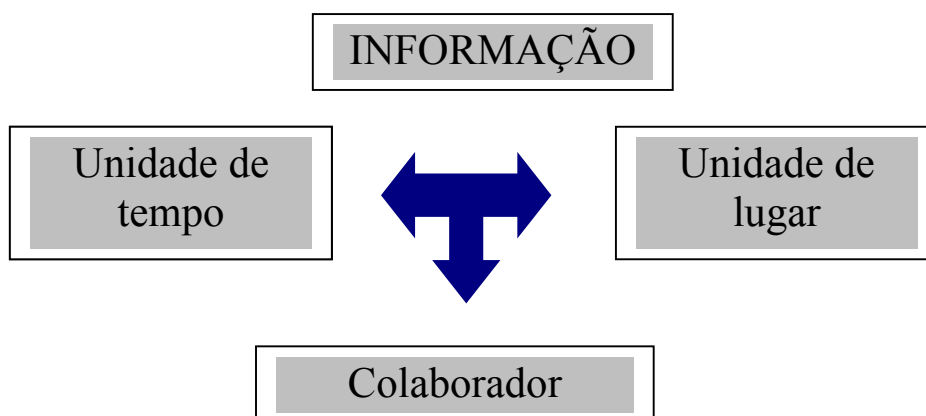 INFORMAÇÃO
Unidade de
tempo
Unidade de
lugar
Colaborador